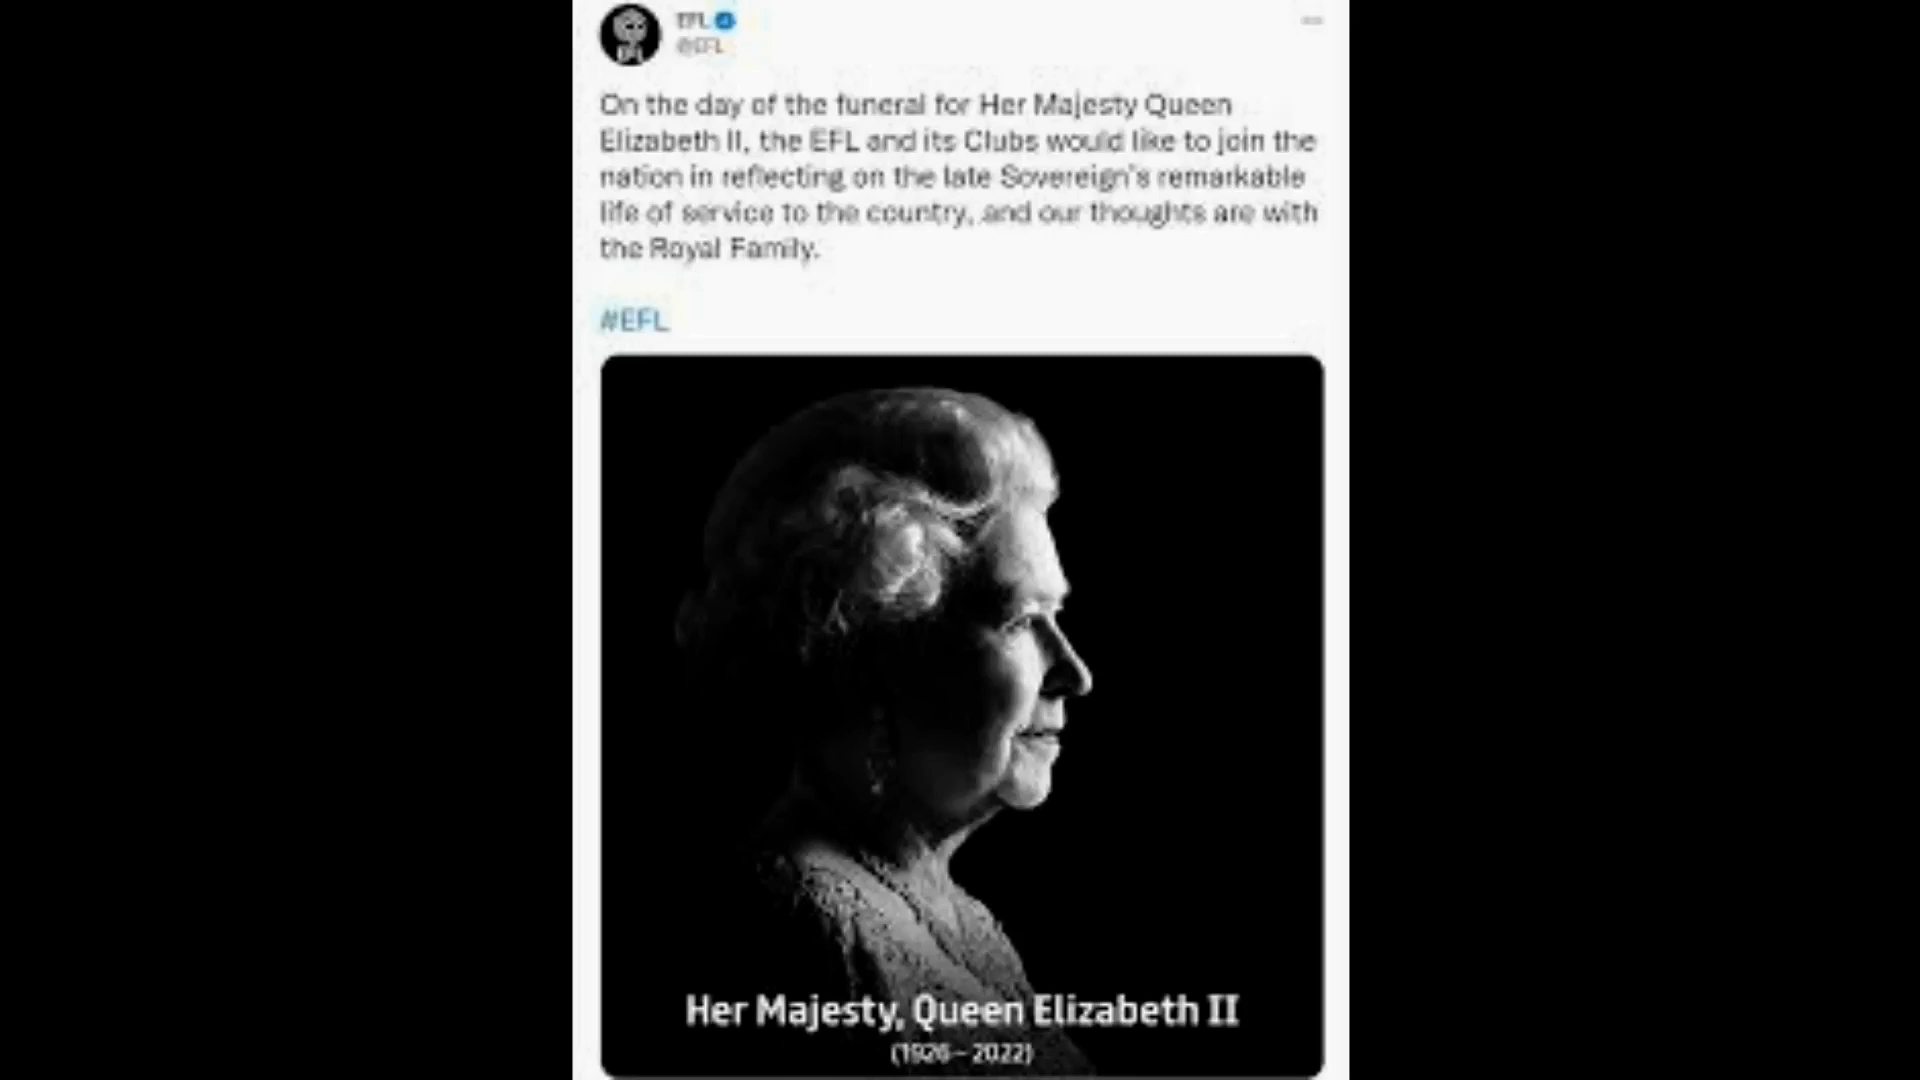 EFL
@EFL
On the day of the funeral for Her Majesty Queen
Elizabeth II, the EFL and its Clubs would like to join the
nation in reflecting on the late Sovereign's remarkable
life of service to the country, and our thoughts are with
the Royal Family.
#EFL
Her Majesty, Queen Elizabeth II
(1926 – 2022)